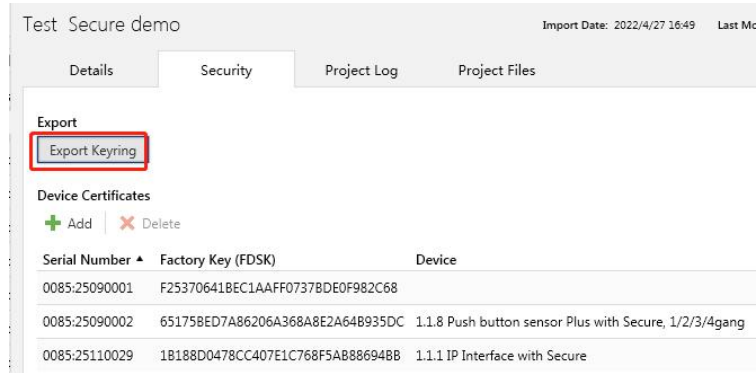 Test Secure demo Import Date: 2022/4/27 16:49 Last Mo
Details Security Project Log Project Files
Export
Export Keyring
Device Certificates
Add Delete
Serial Number Factory Key (FDSK) Device
0085:25090001 F25370641BEC1AAFF0737BDE0F982C68
0085:25090002 65175BED7A86206A368A8E2A64B935DC 1.1.8 Push button sensor Plus with Secure, 1/2/3/4gang
0085:25110029 1B188D0478CC407E1C768F5AB88694BB 1.1.1 IP Interface with Secure